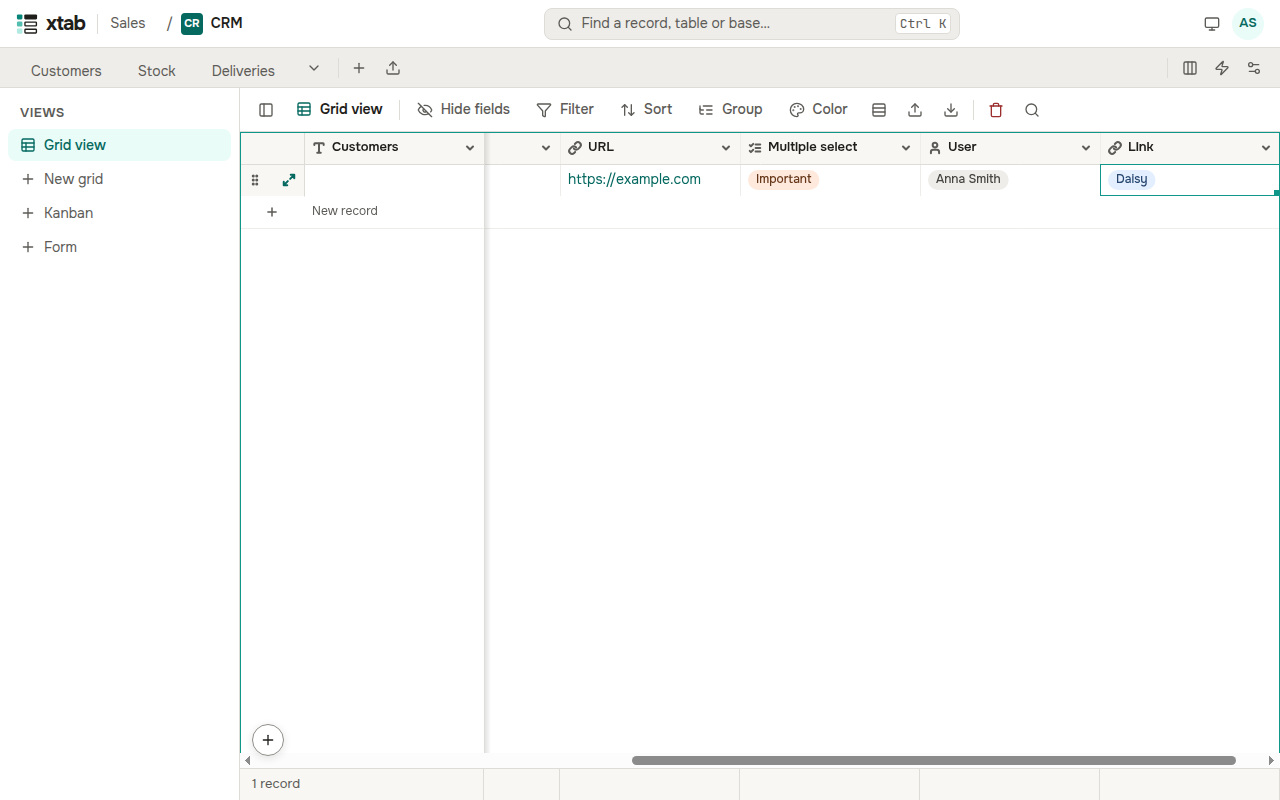 xtab
Sales / CR CRM
Find a record, table or base... Ctrl K
AS
Customers Stock Deliveries
VIEWS
Grid view
New grid
Kanban
Form
Grid view Hide fields Filter Sort Group Color
Customers URL Multiple select User Link
https://example.com Important Anna Smith Daisy
New record
1 record